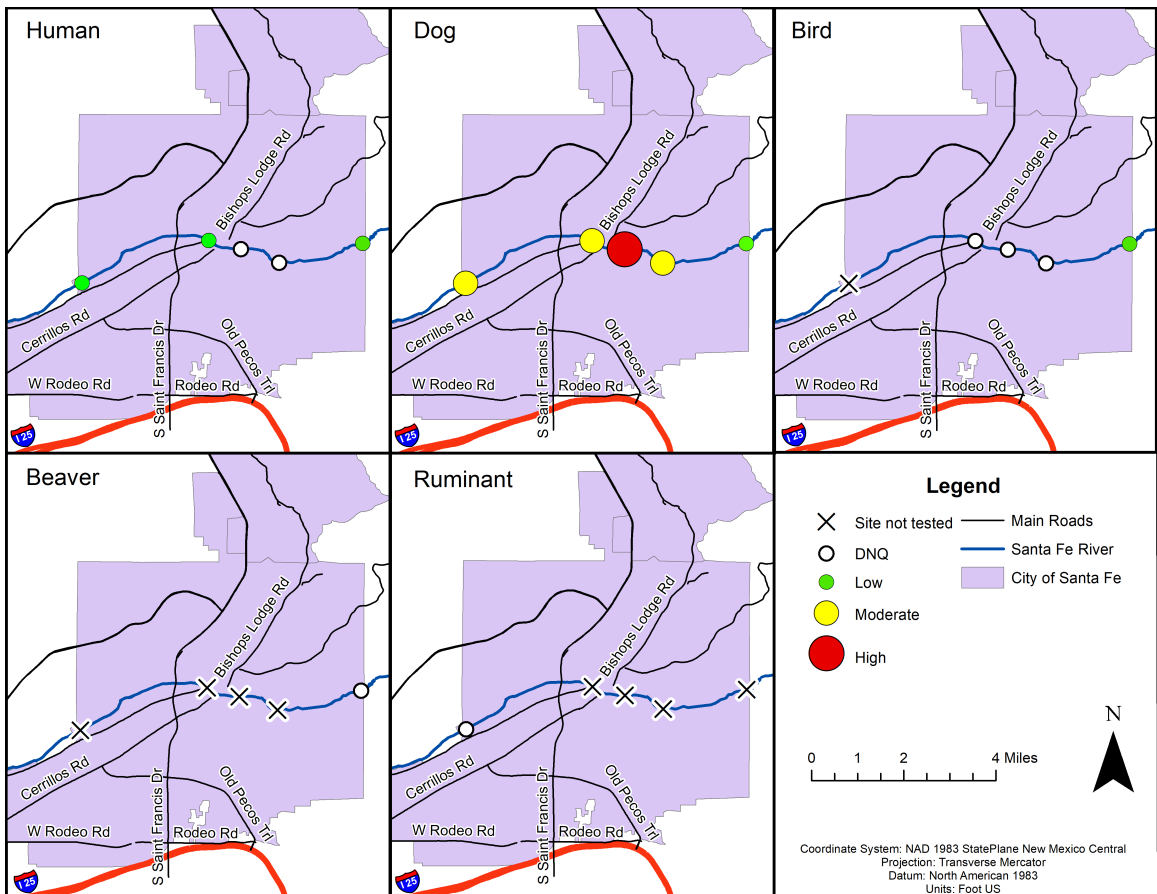 Human
Bishops Lodge Rd
Cerrillos Rd
S Saint Francis Dr
Old Pecos Trl
W Rodeo Rd
Rodeo Rd
I 25
Dog
Bishops Lodge Rd
Cerrillos Rd
S Saint Francis Dr
Old Pecos Trl
W Rodeo Rd
Rodeo Rd
I 25
Bird
Bishops Lodge Rd
Cerrillos Rd
S Saint Francis Dr
Old Pecos Trl
W Rodeo Rd
Rodeo Rd
I 25
Beaver
Bishops Lodge Rd
Cerrillos Rd
S Saint Francis Dr
Old Pecos Trl
W Rodeo Rd
Rodeo Rd
I 25
Ruminant
Bishops Lodge Rd
Cerrillos Rd
S Saint Francis Dr
Old Pecos Trl
W Rodeo Rd
Rodeo Rd
I 25
Legend
Site not tested
DNQ
Low
Moderate
High
Main Roads
Santa Fe River
City of Santa Fe
N
0 1 2 4 Miles
Coordinate System: NAD 1983 StatePlane New Mexico Central
Projection: Transverse Mercator
Datum: North American 1983
Units: Foot US